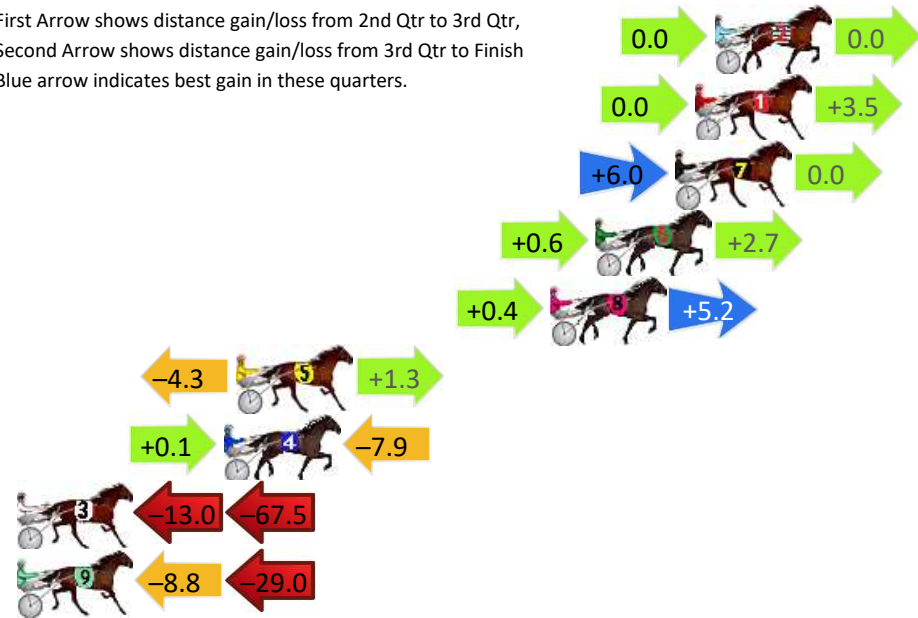 First Arrow shows distance gain/loss from 2nd Qtr to 3rd Qtr,
Second Arrow shows distance gain/loss from 3rd Qtr to Finish
Blue arrow indicates best gain in these quarters.
0.0 2 0.0
0.0 1 +3.5
+6.0 7 0.0
+0.6 6 +2.7
+0.4 8 +5.2
–4.3 5 +1.3
+0.1 4 –7.9
3 –13.0 –67.5
9 –8.8 –29.0